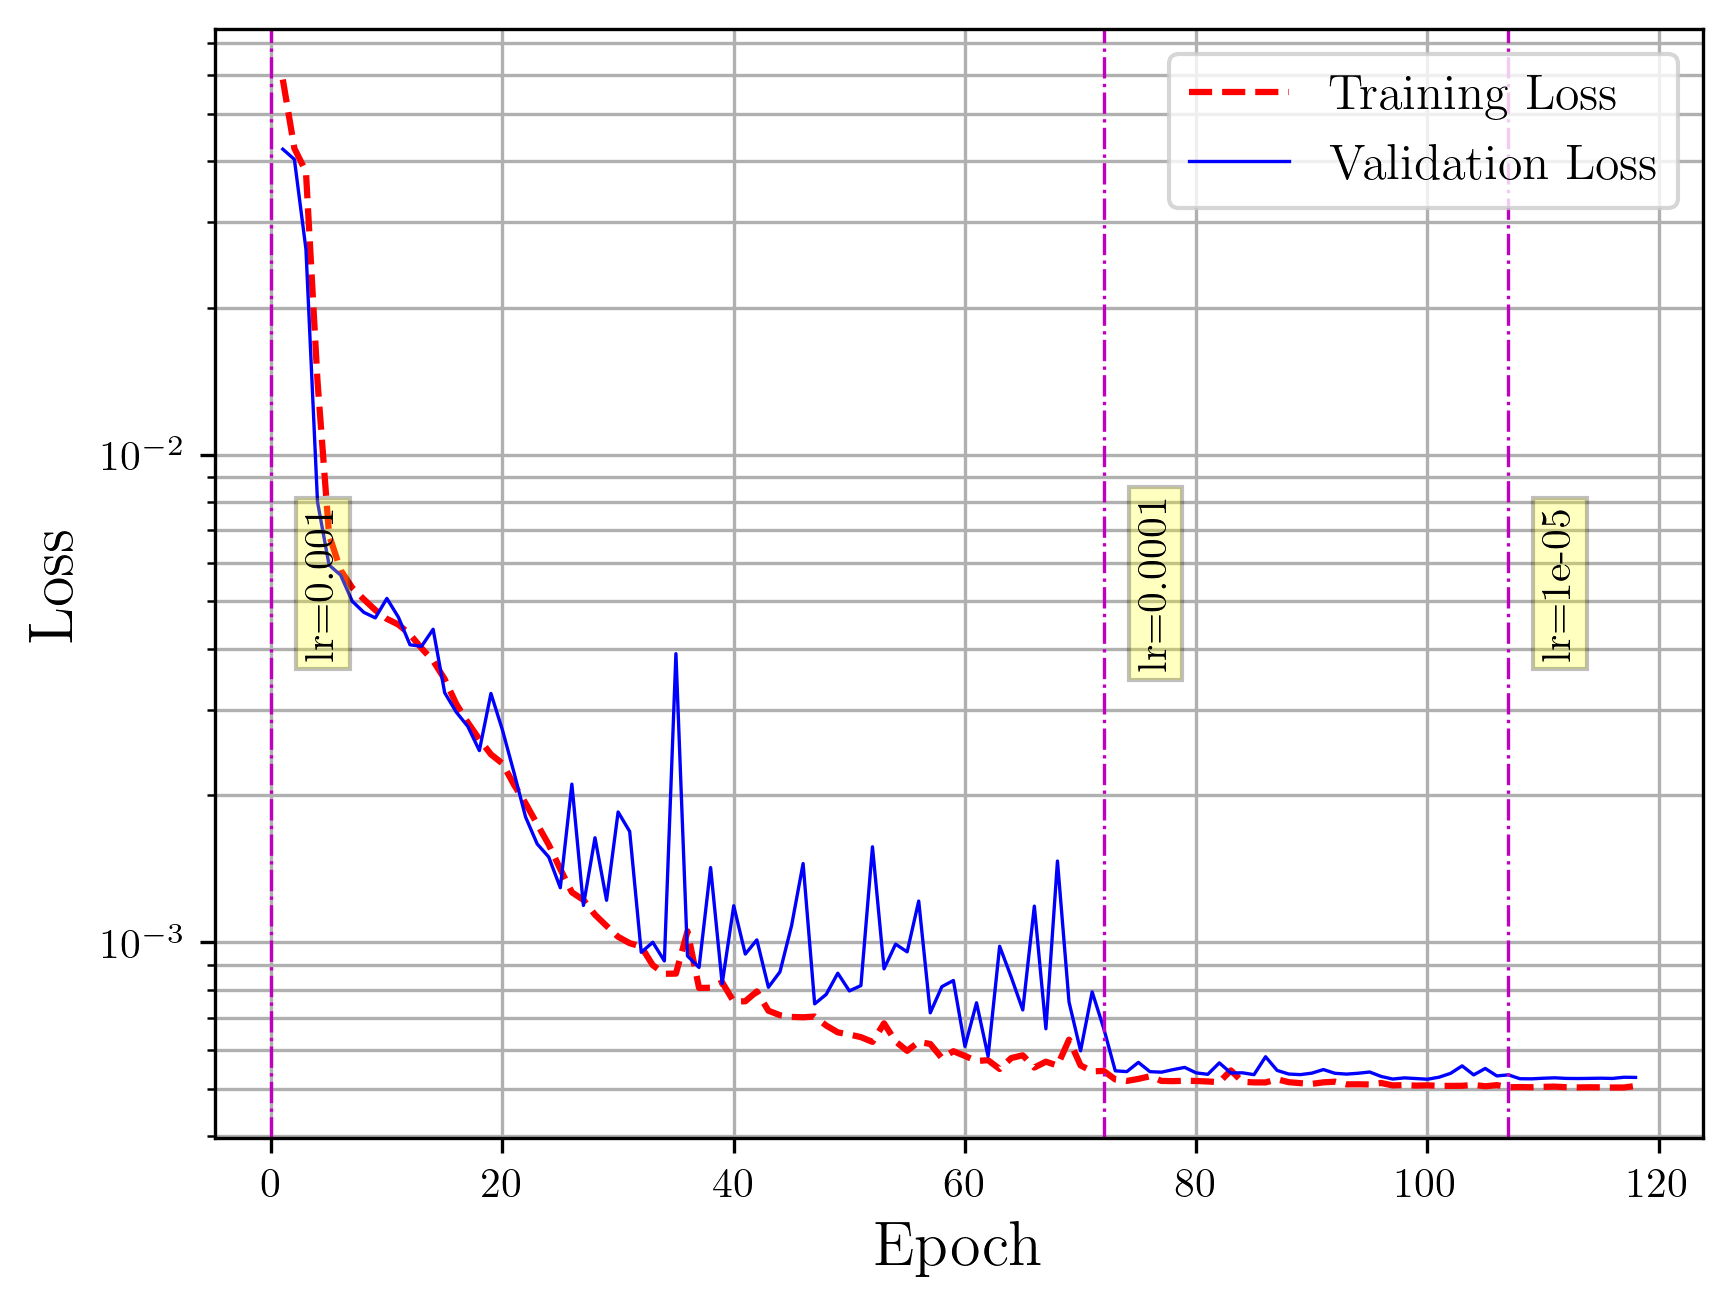 Training Loss
Validation Loss
10⁻²
10⁻³
Loss
lr=0.001
lr=0.0001
lr=1e-05
0 20 40 60 80 100 120
Epoch